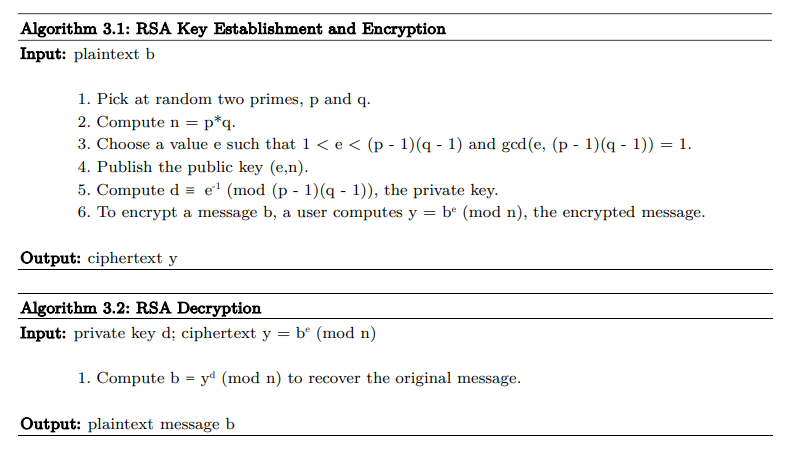 Algorithm 3.1: RSA Key Establishment and Encryption
Input: plaintext b
1. Pick at random two primes, p and q.
2. Compute n = p*q.
3. Choose a value e such that 1 < e < (p - 1)(q - 1) and gcd(e, (p - 1)(q - 1)) = 1.
4. Publish the public key (e,n).
5. Compute d ≡ e⁻¹ (mod (p - 1)(q - 1)), the private key.
6. To encrypt a message b, a user computes y = bᵉ (mod n), the encrypted message.
Output: ciphertext y
Algorithm 3.2: RSA Decryption
Input: private key d; ciphertext y = bᵉ (mod n)
1. Compute b = yᵈ (mod n) to recover the original message.
Output: plaintext message b